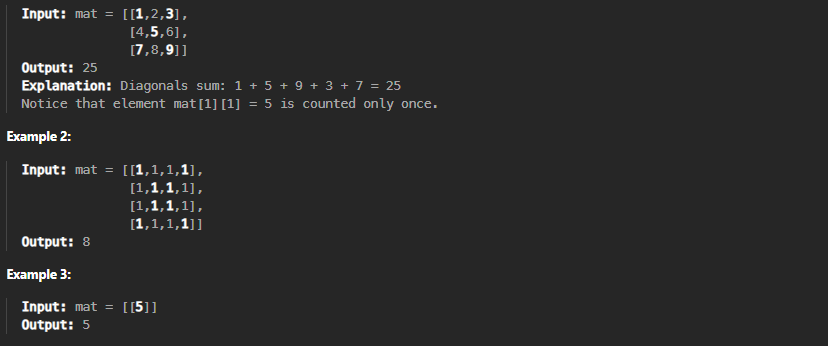 Input: mat = [[1,2,3],
[4,5,6],
[7,8,9]]
Output: 25
Explanation: Diagonals sum: 1 + 5 + 9 + 3 + 7 = 25
Notice that element mat[1][1] = 5 is counted only once.
Example 2:
Input: mat = [[1,1,1,1],
[1,1,1,1],
[1,1,1,1],
[1,1,1,1]]
Output: 8
Example 3:
Input: mat = [[5]]
Output: 5